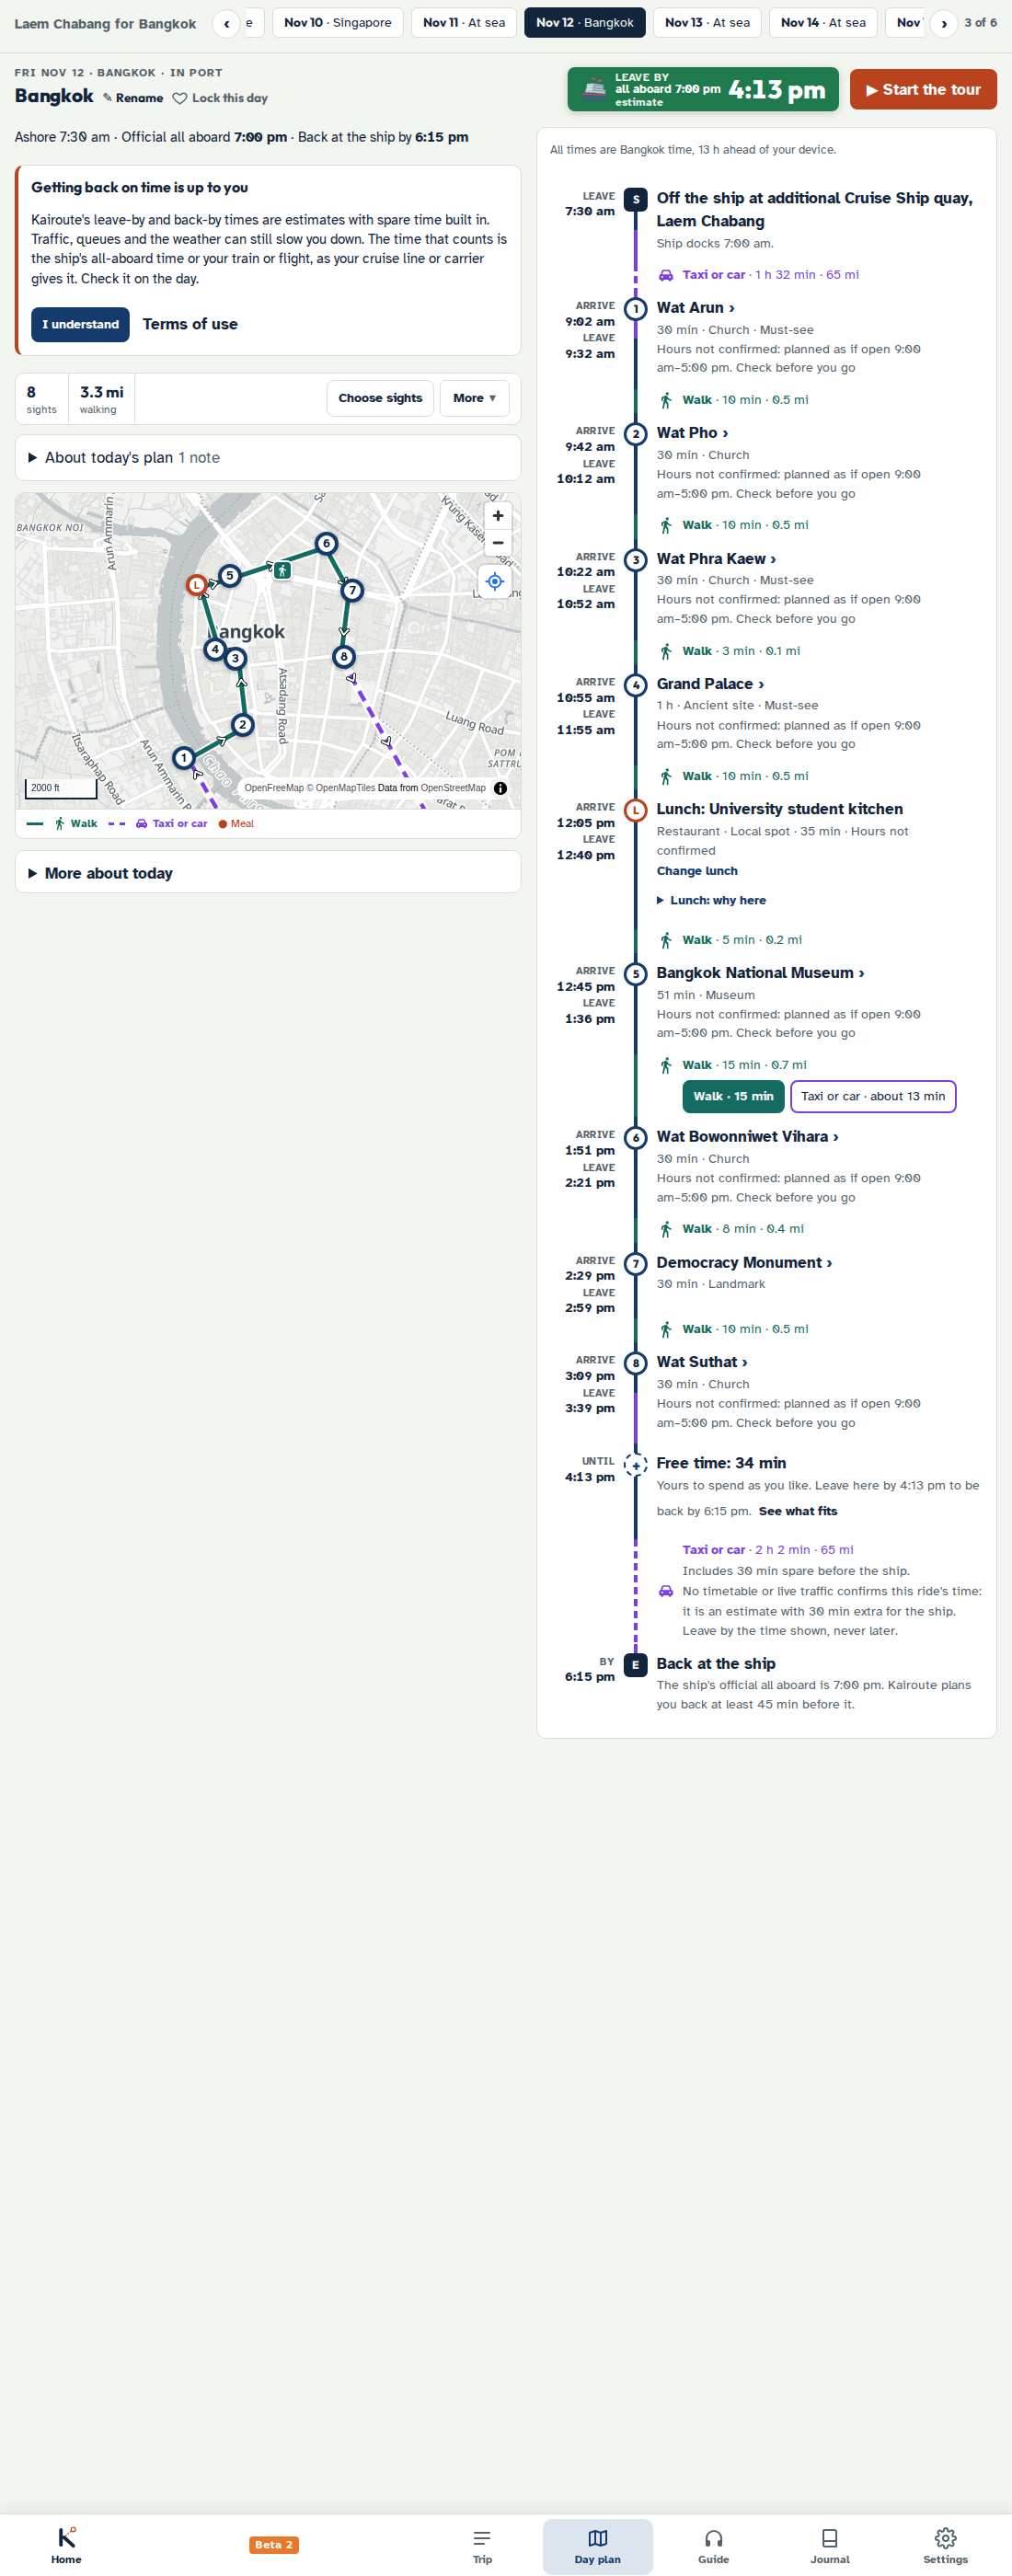 Laem Chabang for Bangkok
‹
e
Nov 10 · Singapore
Nov 11 · At sea
Nov 12 · Bangkok
Nov 13 · At sea
Nov 14 · At sea
Nov
›
3 of 6
FRI NOV 12 · BANGKOK · IN PORT
Bangkok ✎ Rename Lock this day
LEAVE BY
all aboard 7:00 pm
estimate
4:13 pm
▶ Start the tour
Ashore 7:30 am · Official all aboard 7:00 pm · Back at the ship by 6:15 pm
Getting back on time is up to you
Kairoute's leave-by and back-by times are estimates with spare time built in.
Traffic, queues and the weather can still slow you down. The time that counts is
the ship's all-aboard time or your train or flight, as your cruise line or carrier
gives it. Check it on the day.
I understand
Terms of use
8
sights
3.3 mi
walking
Choose sights
More ▼
▶ About today's plan 1 note
BANGKOK NOI
Arun Ammarin
Krung Kasem
Road
Bangkok
Atsadang Road
Luang Road
POM
SATTRU
Itsaraphap Road
Arun Ammarin
Chao
1
2
3
4
L
5
6
7
8
+
−
2000 ft
OpenFreeMap © OpenMapTiles Data from OpenStreetMap
Walk
Taxi or car
Meal
▶ More about today
All times are Bangkok time, 13 h ahead of your device.
LEAVE
7:30 am
S
Off the ship at additional Cruise Ship quay,
Laem Chabang
Ship docks 7:00 am.
Taxi or car · 1 h 32 min · 65 mi
ARRIVE
9:02 am
LEAVE
9:32 am
1
Wat Arun ›
30 min · Church · Must-see
Hours not confirmed: planned as if open 9:00
am–5:00 pm. Check before you go
Walk · 10 min · 0.5 mi
ARRIVE
9:42 am
LEAVE
10:12 am
2
Wat Pho ›
30 min · Church
Hours not confirmed: planned as if open 9:00
am–5:00 pm. Check before you go
Walk · 10 min · 0.5 mi
ARRIVE
10:22 am
LEAVE
10:52 am
3
Wat Phra Kaew ›
30 min · Church · Must-see
Hours not confirmed: planned as if open 9:00
am–5:00 pm. Check before you go
Walk · 3 min · 0.1 mi
ARRIVE
10:55 am
LEAVE
11:55 am
4
Grand Palace ›
1 h · Ancient site · Must-see
Hours not confirmed: planned as if open 9:00
am–5:00 pm. Check before you go
Walk · 10 min · 0.5 mi
ARRIVE
12:05 pm
LEAVE
12:40 pm
L
Lunch: University student kitchen
Restaurant · Local spot · 35 min · Hours not
confirmed
Change lunch
▶ Lunch: why here
Walk · 5 min · 0.2 mi
ARRIVE
12:45 pm
LEAVE
1:36 pm
5
Bangkok National Museum ›
51 min · Museum
Hours not confirmed: planned as if open 9:00
am–5:00 pm. Check before you go
Walk · 15 min · 0.7 mi
Walk · 15 min
Taxi or car · about 13 min
ARRIVE
1:51 pm
LEAVE
2:21 pm
6
Wat Bowonniwet Vihara ›
30 min · Church
Hours not confirmed: planned as if open 9:00
am–5:00 pm. Check before you go
Walk · 8 min · 0.4 mi
ARRIVE
2:29 pm
LEAVE
2:59 pm
7
Democracy Monument ›
30 min · Landmark
Walk · 10 min · 0.5 mi
ARRIVE
3:09 pm
LEAVE
3:39 pm
8
Wat Suthat ›
30 min · Church
Hours not confirmed: planned as if open 9:00
am–5:00 pm. Check before you go
UNTIL
4:13 pm
+
Free time: 34 min
Yours to spend as you like. Leave here by 4:13 pm to be
back by 6:15 pm. See what fits
Taxi or car · 2 h 2 min · 65 mi
Includes 30 min spare before the ship.
No timetable or live traffic confirms this ride's time:
it is an estimate with 30 min extra for the ship.
Leave by the time shown, never later.
BY
6:15 pm
E
Back at the ship
The ship's official all aboard is 7:00 pm. Kairoute plans
you back at least 45 min before it.
Home
Beta 2
Trip
Day plan
Guide
Journal
Settings